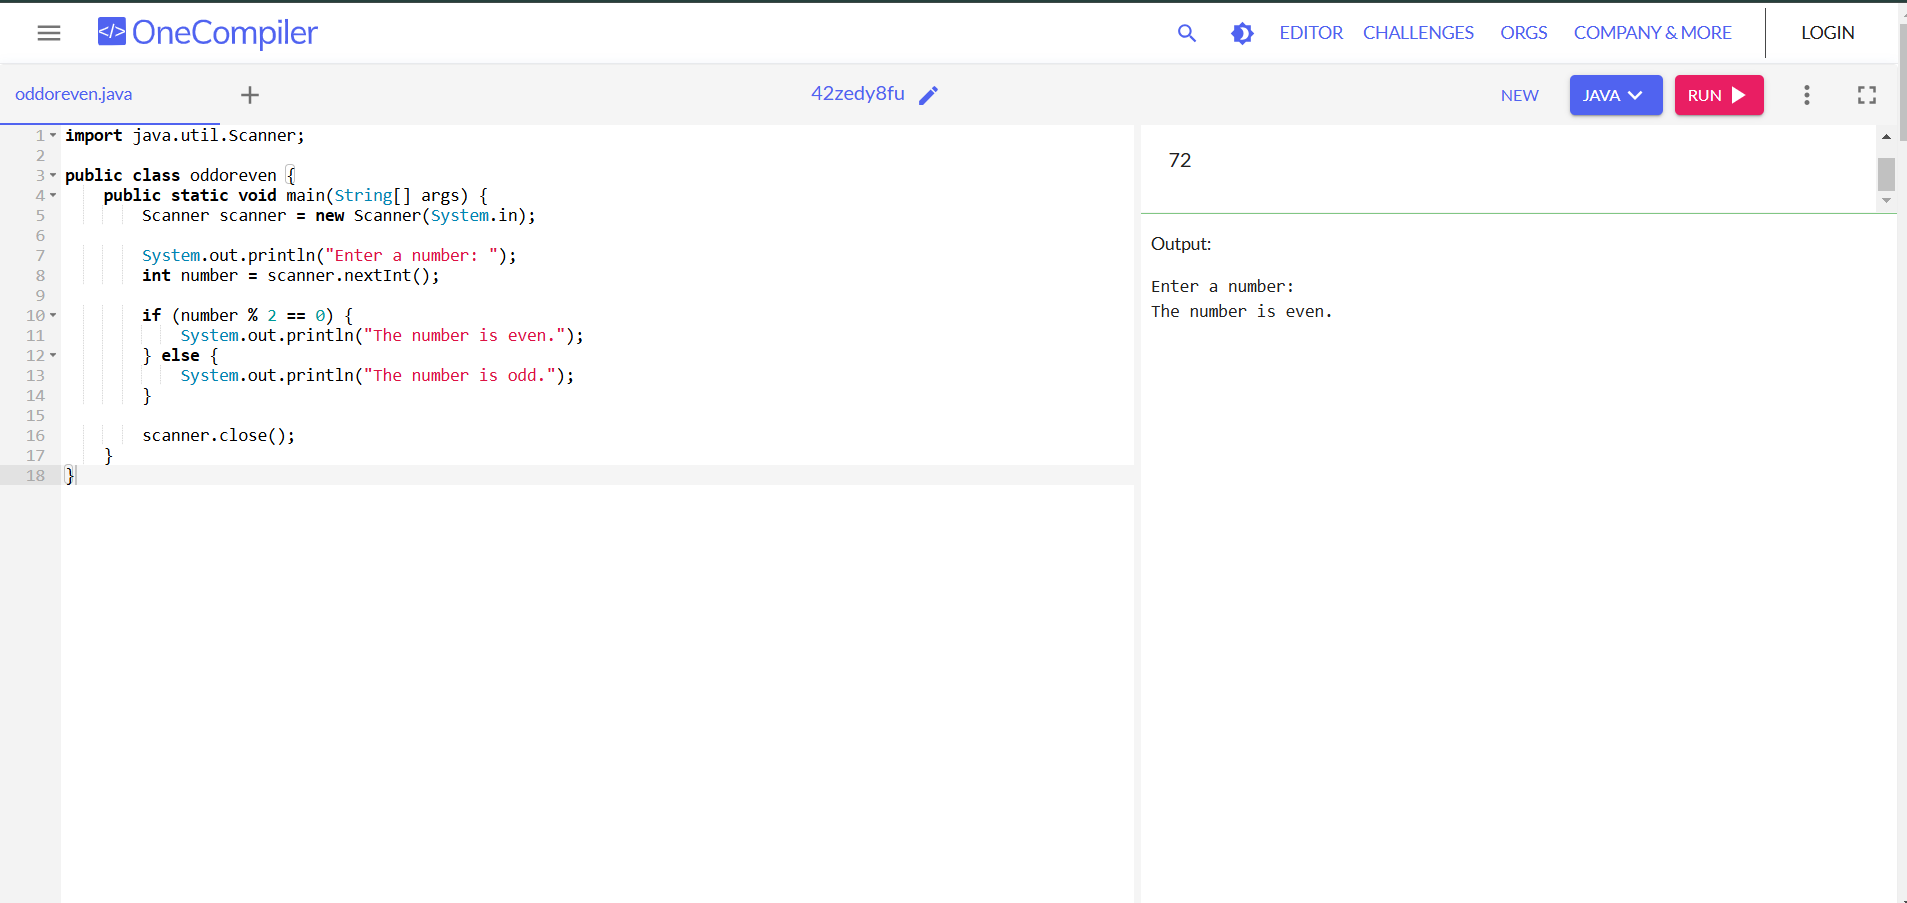 </> OneCompiler
EDITOR CHALLENGES ORGS COMPANY & MORE LOGIN
oddoreven.java
42zedy8fu
NEW JAVA RUN
1 import java.util.Scanner;
2
3 public class oddoreven {
4     public static void main(String[] args) {
5         Scanner scanner = new Scanner(System.in);
6
7         System.out.println("Enter a number: ");
8         int number = scanner.nextInt();
9
10         if (number % 2 == 0) {
11             System.out.println("The number is even.");
12         } else {
13             System.out.println("The number is odd.");
14         }
15
16         scanner.close();
17     }
18 }
72
Output:
Enter a number:
The number is even.